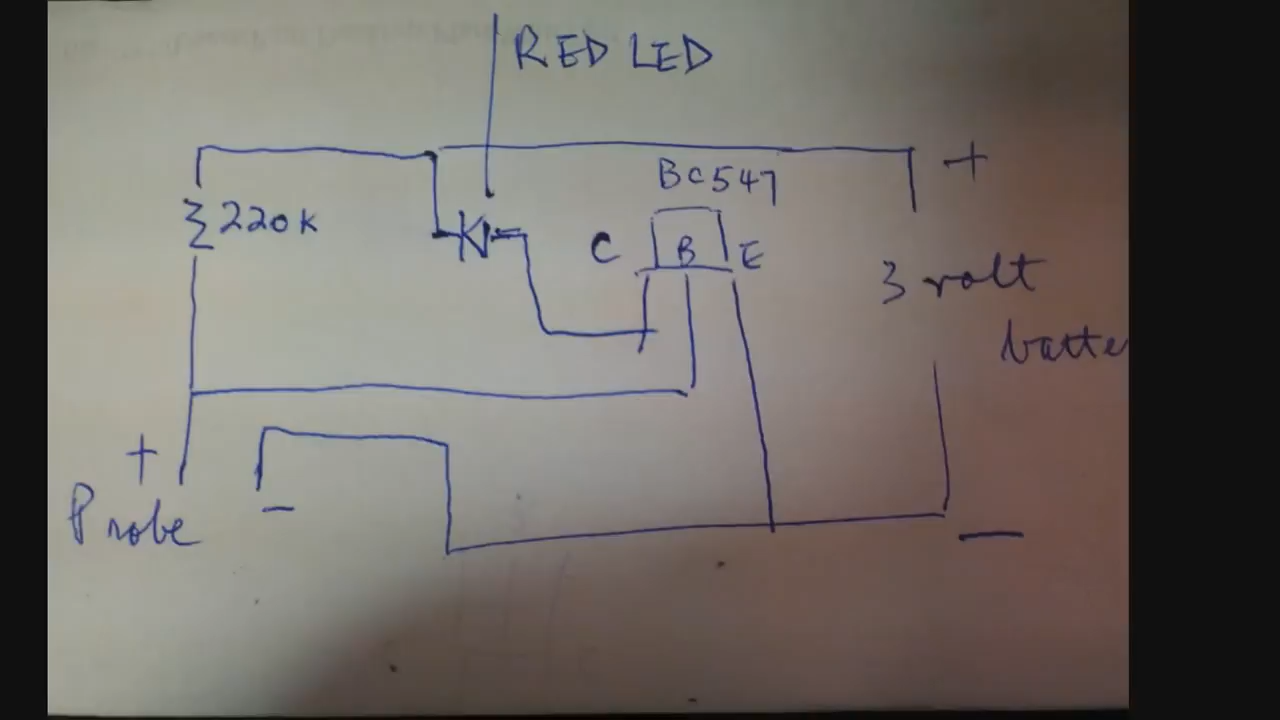 RED LED
+
BC547
220K
C B E
3 volt
batte
+
Probe -
-